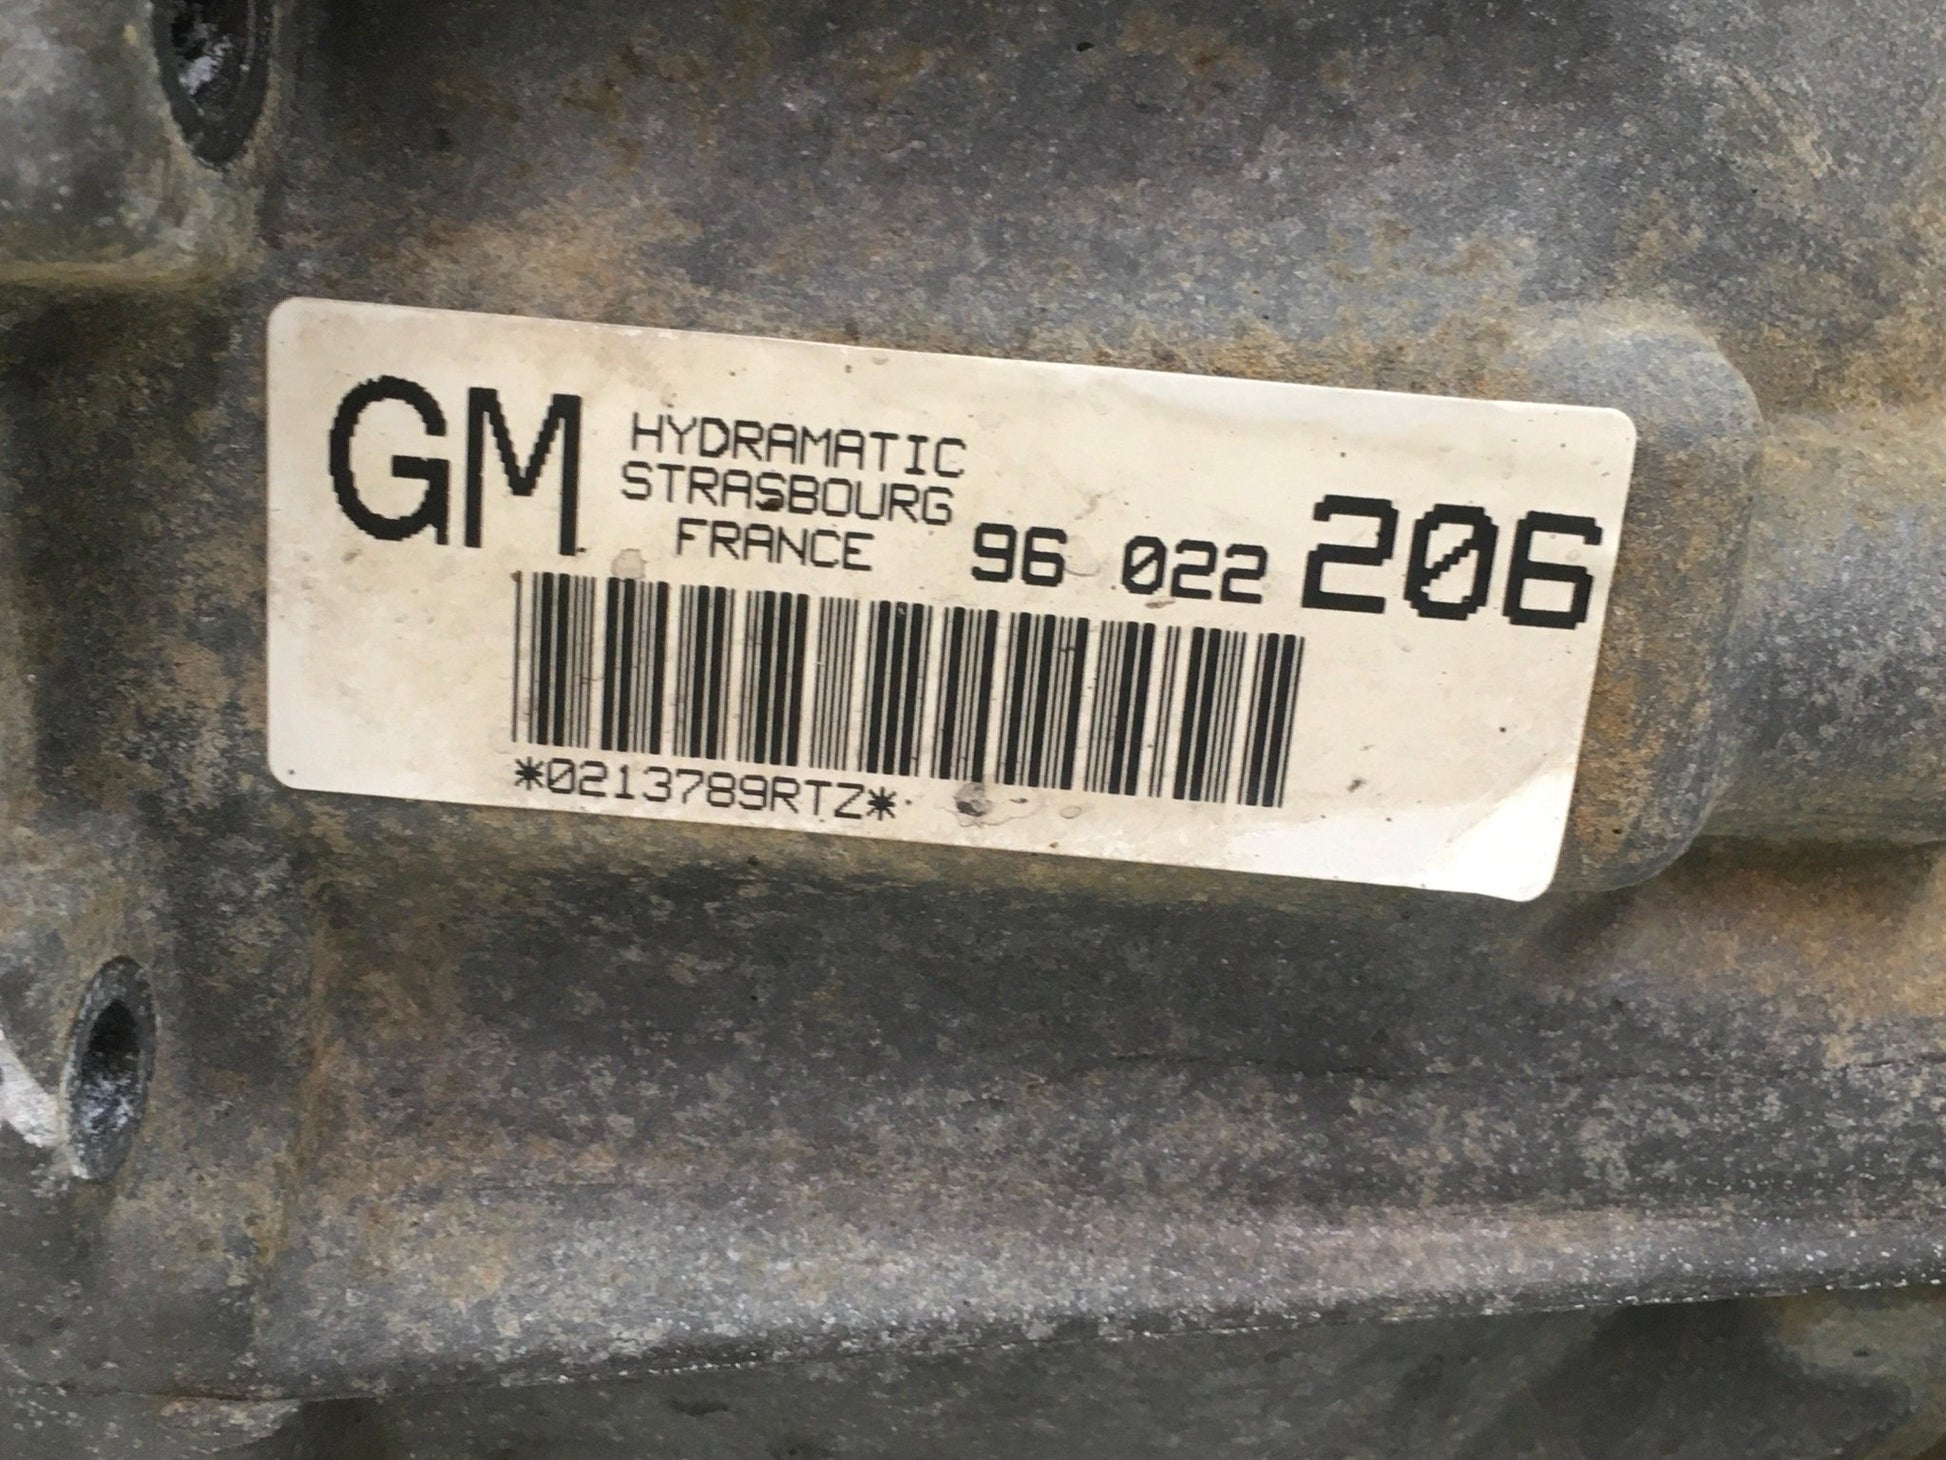 GM
HYDRAMATIC
STRASBOURG
FRANCE
96 022 206
*0213789RTZ*